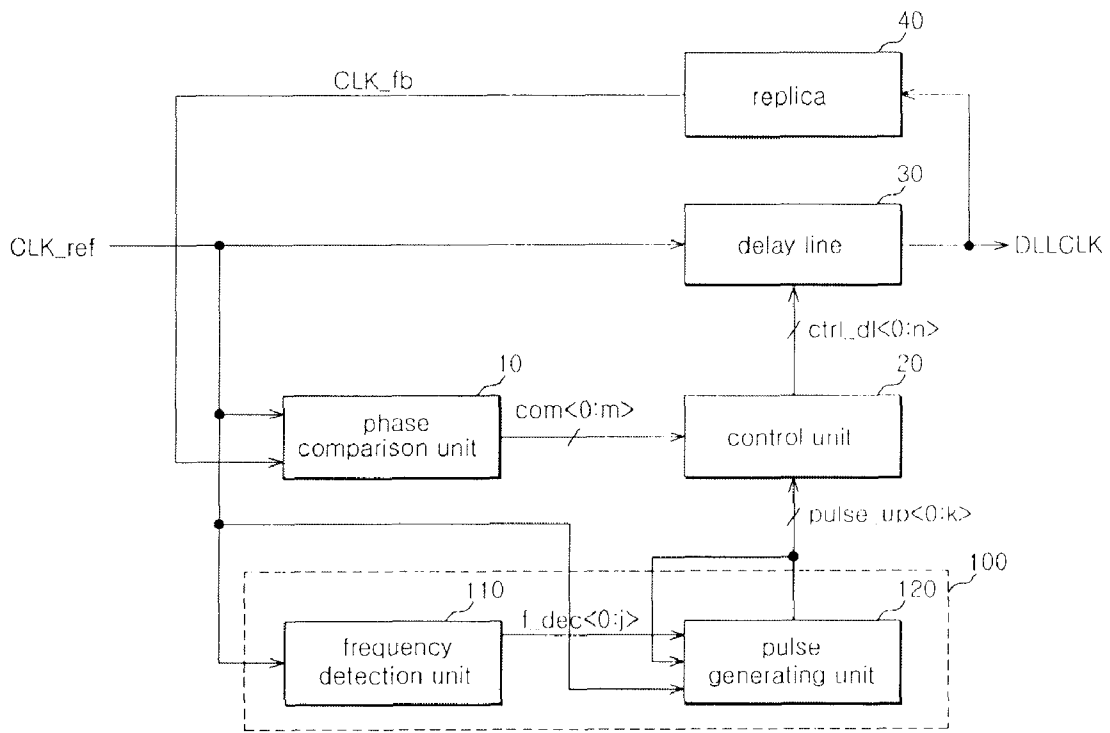 40
CLK_fb
replica
30
CLK_ref
delay line
DLLCLK
ctrl_dl<0:n>
10
20
phase
comparison unit
com<0:m>
control unit
pulse_up<0:k>
100
110
120
f_dec<0:j>
frequency
detection unit
pulse
generating unit